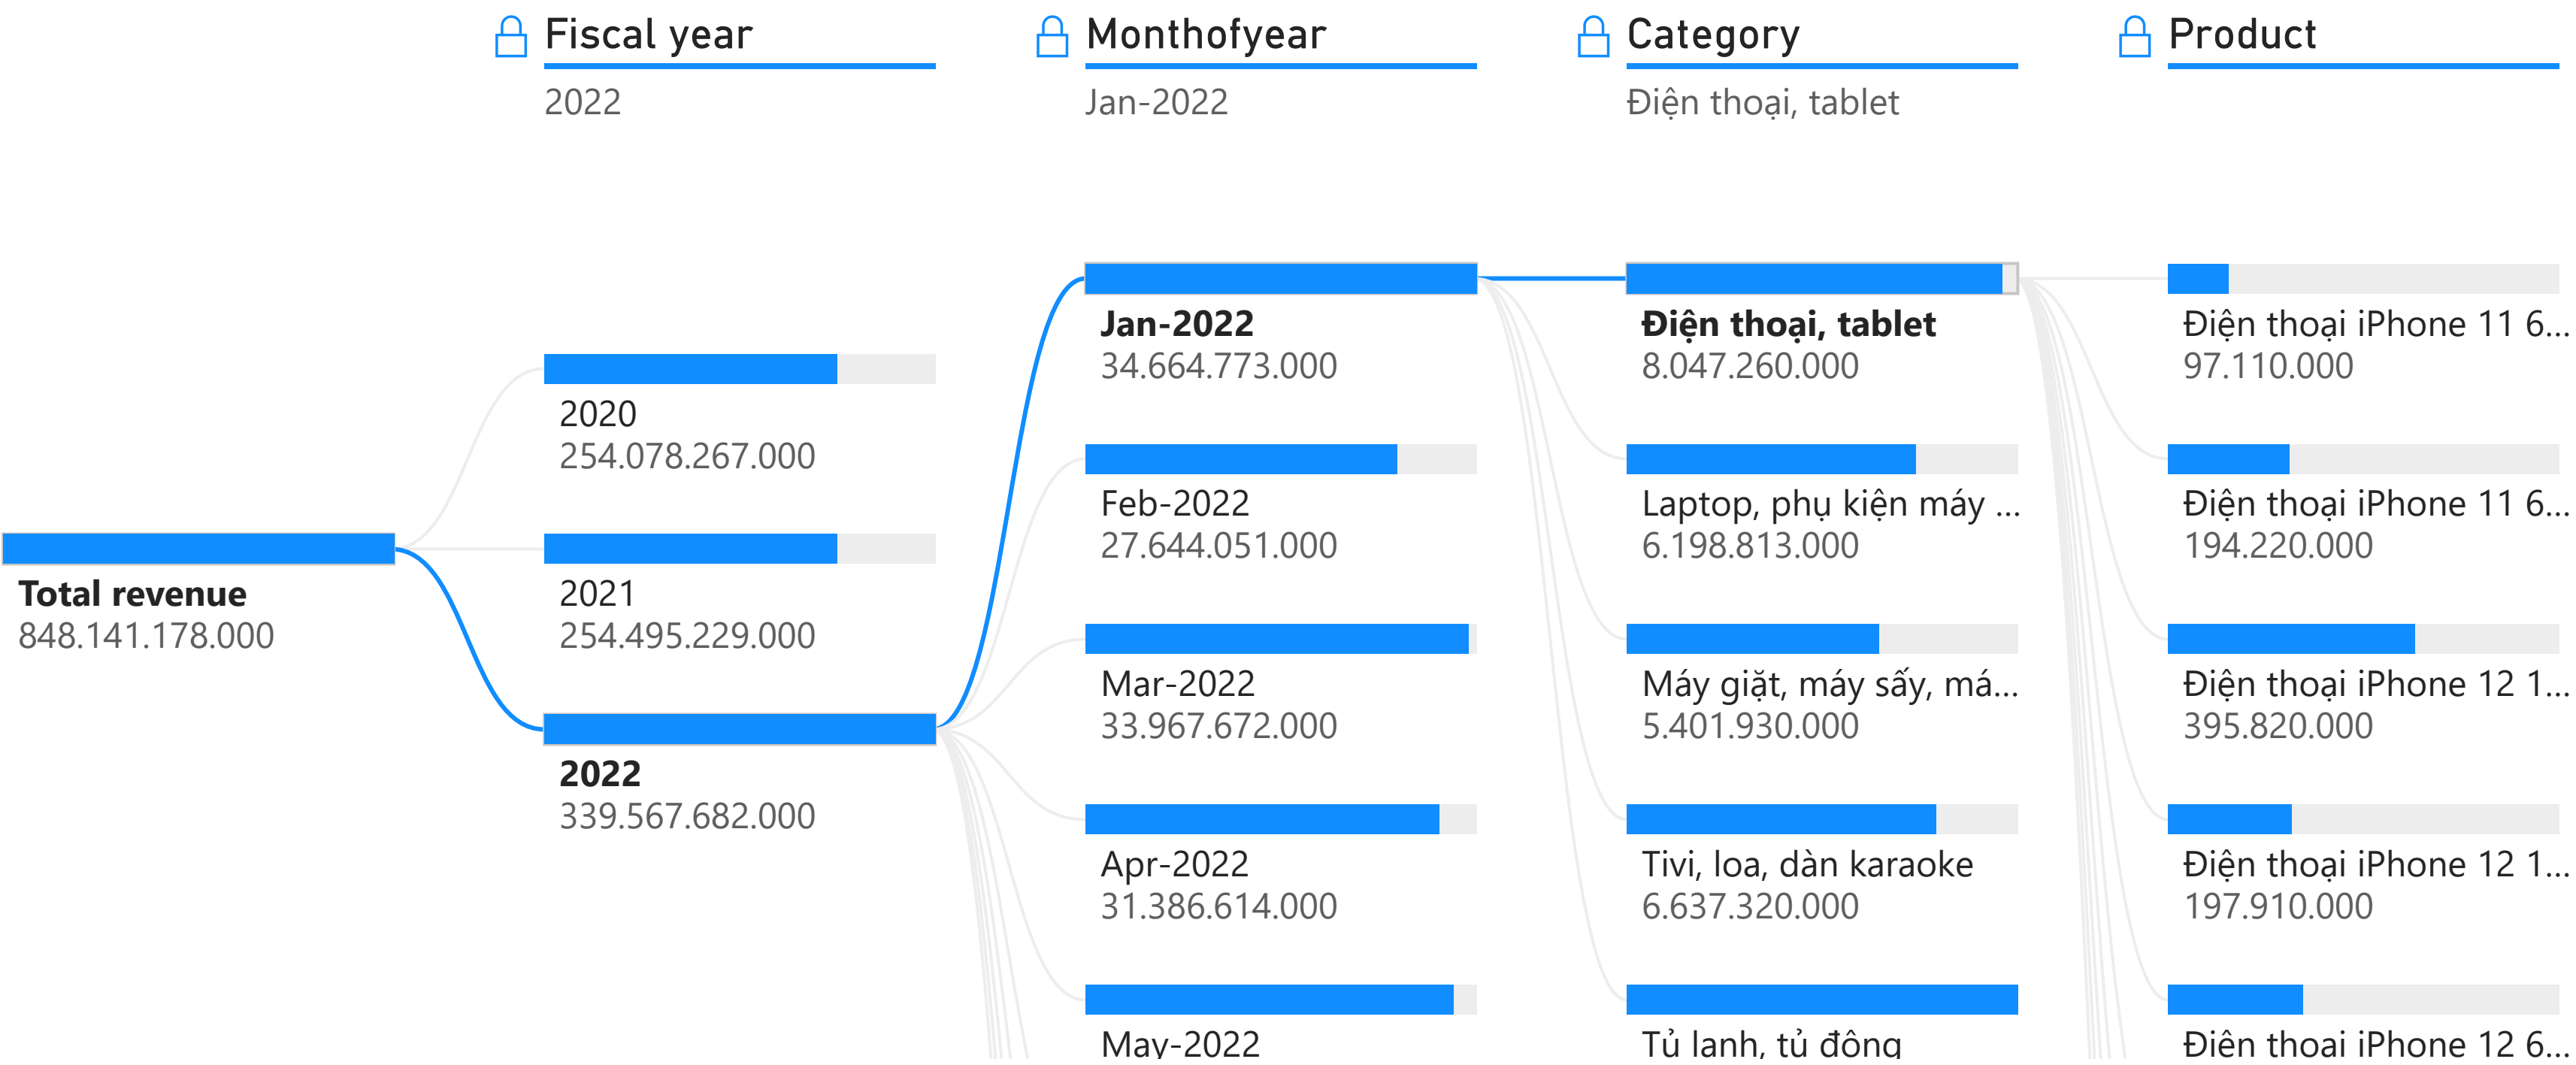 Fiscal year
2022
Monthofyear
Jan-2022
Category
Điện thoại, tablet
Product
Total revenue
848.141.178.000
2020
254.078.267.000
2021
254.495.229.000
2022
339.567.682.000
Jan-2022
34.664.773.000
Feb-2022
27.644.051.000
Mar-2022
33.967.672.000
Apr-2022
31.386.614.000
May-2022
Điện thoại, tablet
8.047.260.000
Laptop, phụ kiện máy ...
6.198.813.000
Máy giặt, máy sấy, má...
5.401.930.000
Tivi, loa, dàn karaoke
6.637.320.000
Tủ lạnh, tủ đông
Điện thoại iPhone 11 6...
97.110.000
Điện thoại iPhone 11 6...
194.220.000
Điện thoại iPhone 12 1...
395.820.000
Điện thoại iPhone 12 1...
197.910.000
Điện thoại iPhone 12 6...